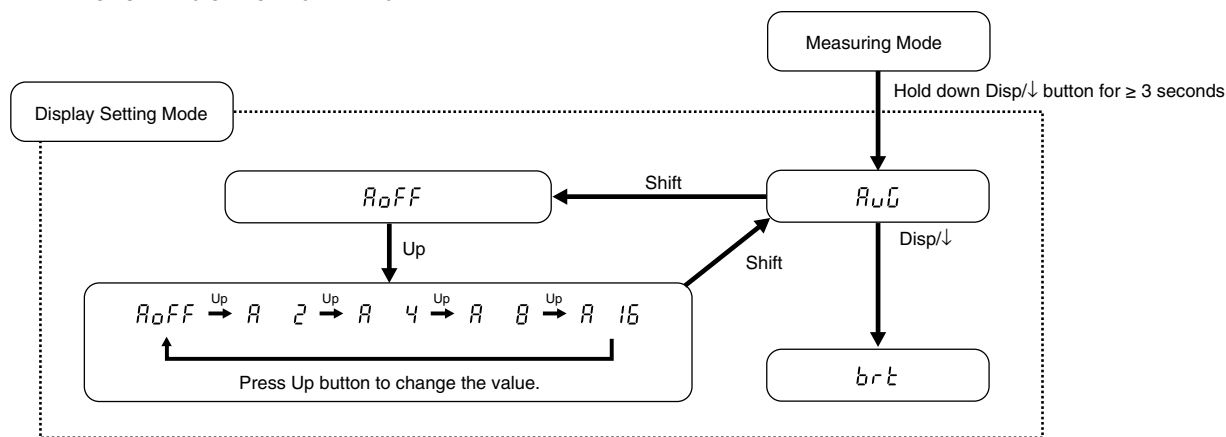 Measuring Mode
Hold down Disp/↓ button for ≥ 3 seconds
Display Setting Mode
AoFF
Shift
AvG
Up
Shift
Disp/↓
AoFF Up A 2 Up A 4 Up A 8 Up A 16
Press Up button to change the value.
brt